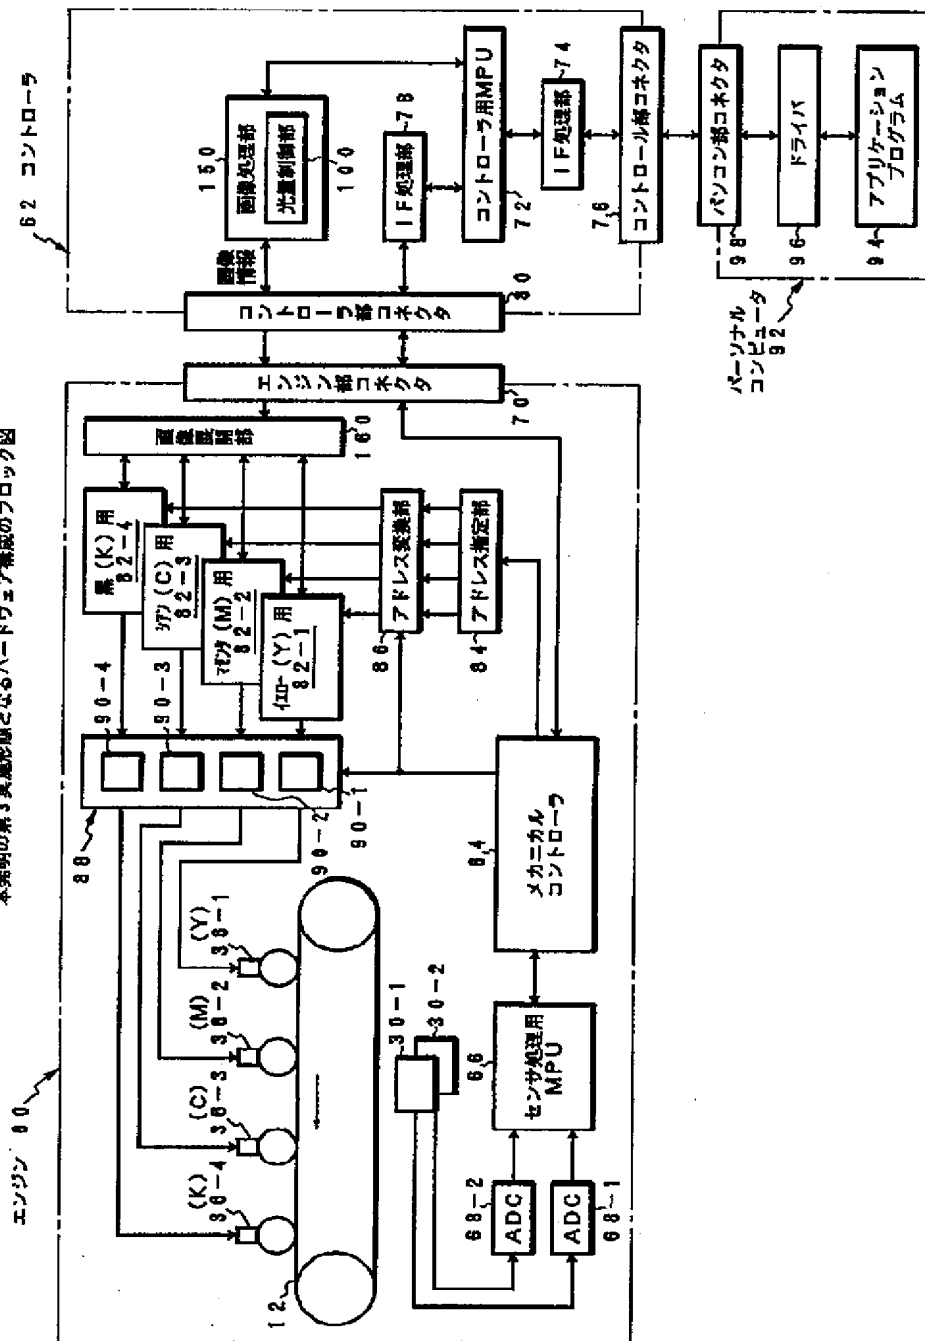 本発明の第3実施形態となるハードウェア構成のブロック図
エンジン 60
62 コントローラ
88
90-4
90-3
90-2
90-1
黒(K)用
82-4
シアン(C)用
82-3
マゼンタ(M)用
82-2
イエロー(Y)用
82-1
画像展開部
160
エンジン部コネクタ
70
コントローラ部コネクタ
80
画像
情報
150
画像処理部
光量制御部
100
IF処理部
78
コントローラ用MPU
72
IF処理部
74
コントロール部コネクタ
76
パソコン部コネクタ
98
ドライバ
96
アプリケーション
プログラム
94
パーソナル
コンピュータ
92
アドレス変換部
86
アドレス指定部
84
(K)
36-4
(C)
36-3
(M)
36-2
(Y)
36-1
12
30-1
30-2
64
メカニカル
コントローラ
66
センサ処理用
MPU
68-2
ADC
ADC
68-1